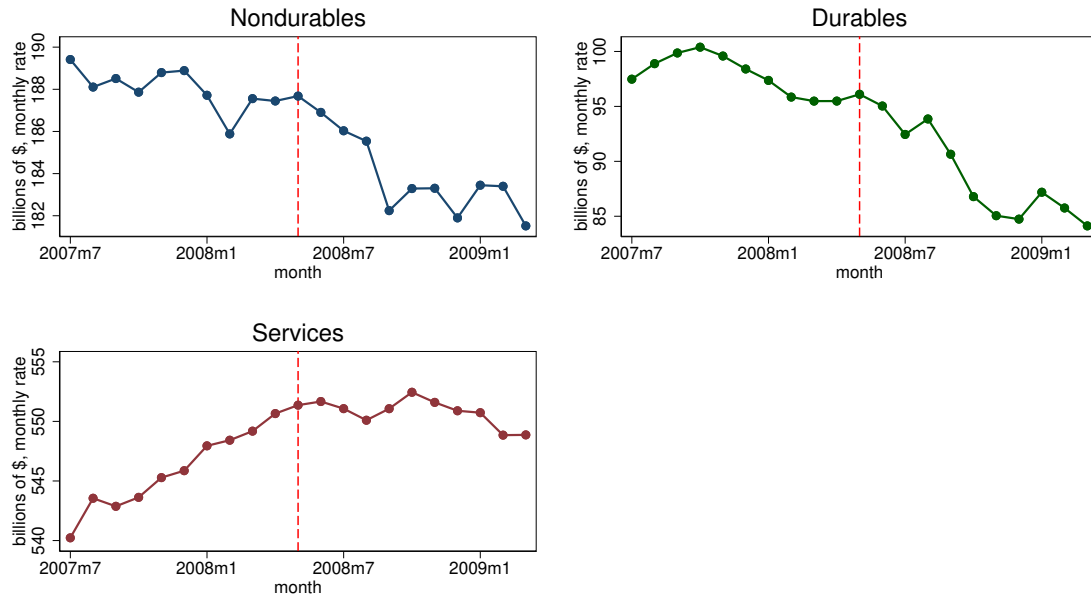 Nondurables
billions of $, monthly rate
190
188
186
184
182
2007m7 2008m1 2008m7 2009m1
month
Durables
billions of $, monthly rate
100
95
90
85
2007m7 2008m1 2008m7 2009m1
month
Services
billions of $, monthly rate
555
550
545
540
2007m7 2008m1 2008m7 2009m1
month